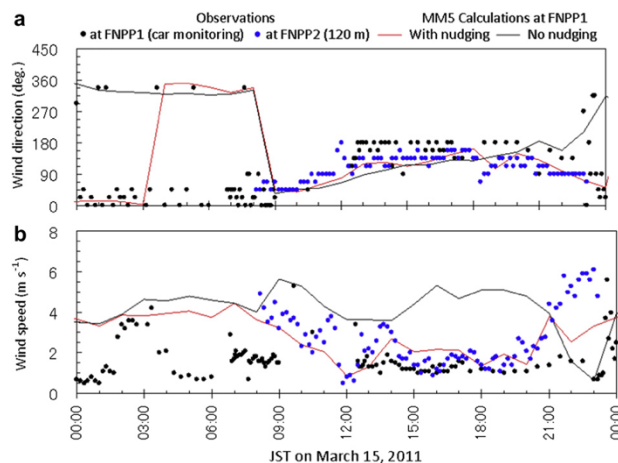 Observations MM5 Calculations at FNPP1
a at FNPP1 (car monitoring) at FNPP2 (120 m) With nudging No nudging
450
360
270
180
90
0
Wind direction (deg.)
b
8
6
4
2
0
Wind speed (m s⁻¹)
00:00 03:00 06:00 09:00 12:00 15:00 18:00 21:00 00:00
JST on March 15, 2011